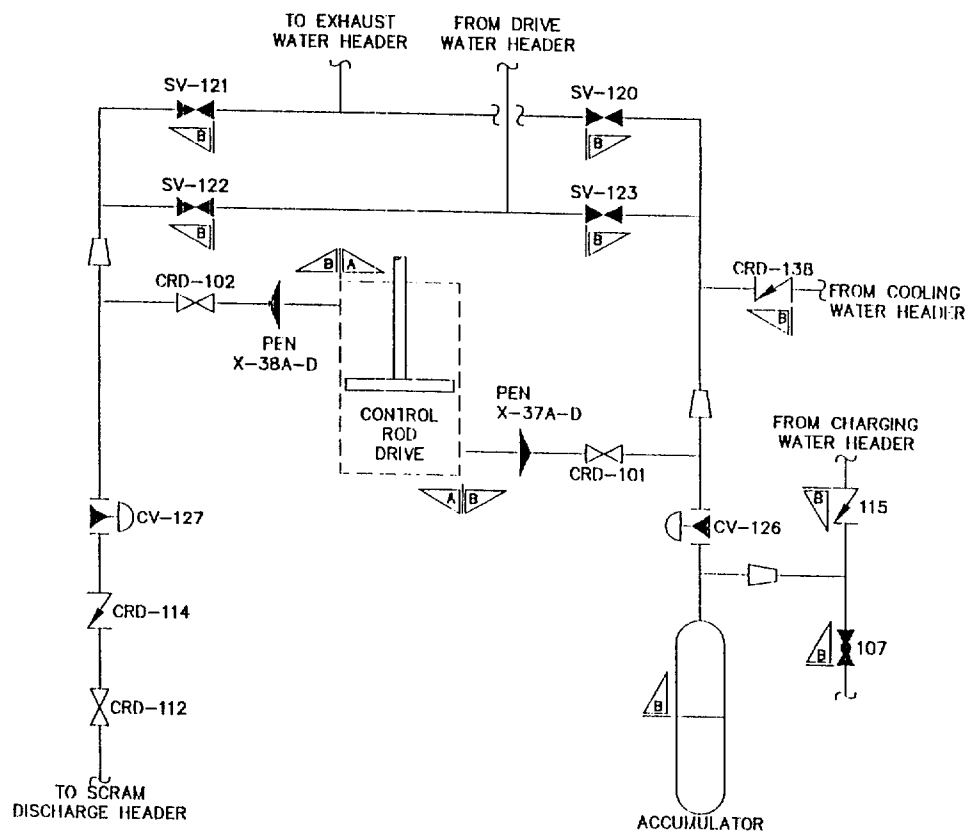 TO EXHAUST
WATER HEADER
FROM DRIVE
WATER HEADER
SV-121
B
SV-120
B
SV-122
B
SV-123
B
B A
CRD-102
PEN
X-38A-D
CRD-138
B
FROM COOLING
WATER HEADER
CONTROL
ROD
DRIVE
PEN
X-37A-D
CRD-101
A B
FROM CHARGING
WATER HEADER
B
115
CV-127
CV-126
CRD-114
B
107
CRD-112
B
TO SCRAM
DISCHARGE HEADER
ACCUMULATOR